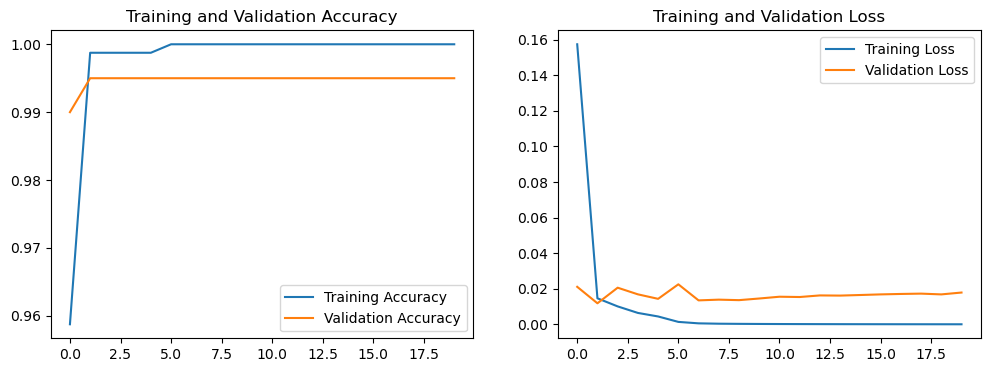 Training and Validation Accuracy
1.00
0.99
0.98
0.97
0.96
0.0 2.5 5.0 7.5 10.0 12.5 15.0 17.5
Training Accuracy
Validation Accuracy
Training and Validation Loss
0.16
0.14
0.12
0.10
0.08
0.06
0.04
0.02
0.00
0.0 2.5 5.0 7.5 10.0 12.5 15.0 17.5
Training Loss
Validation Loss